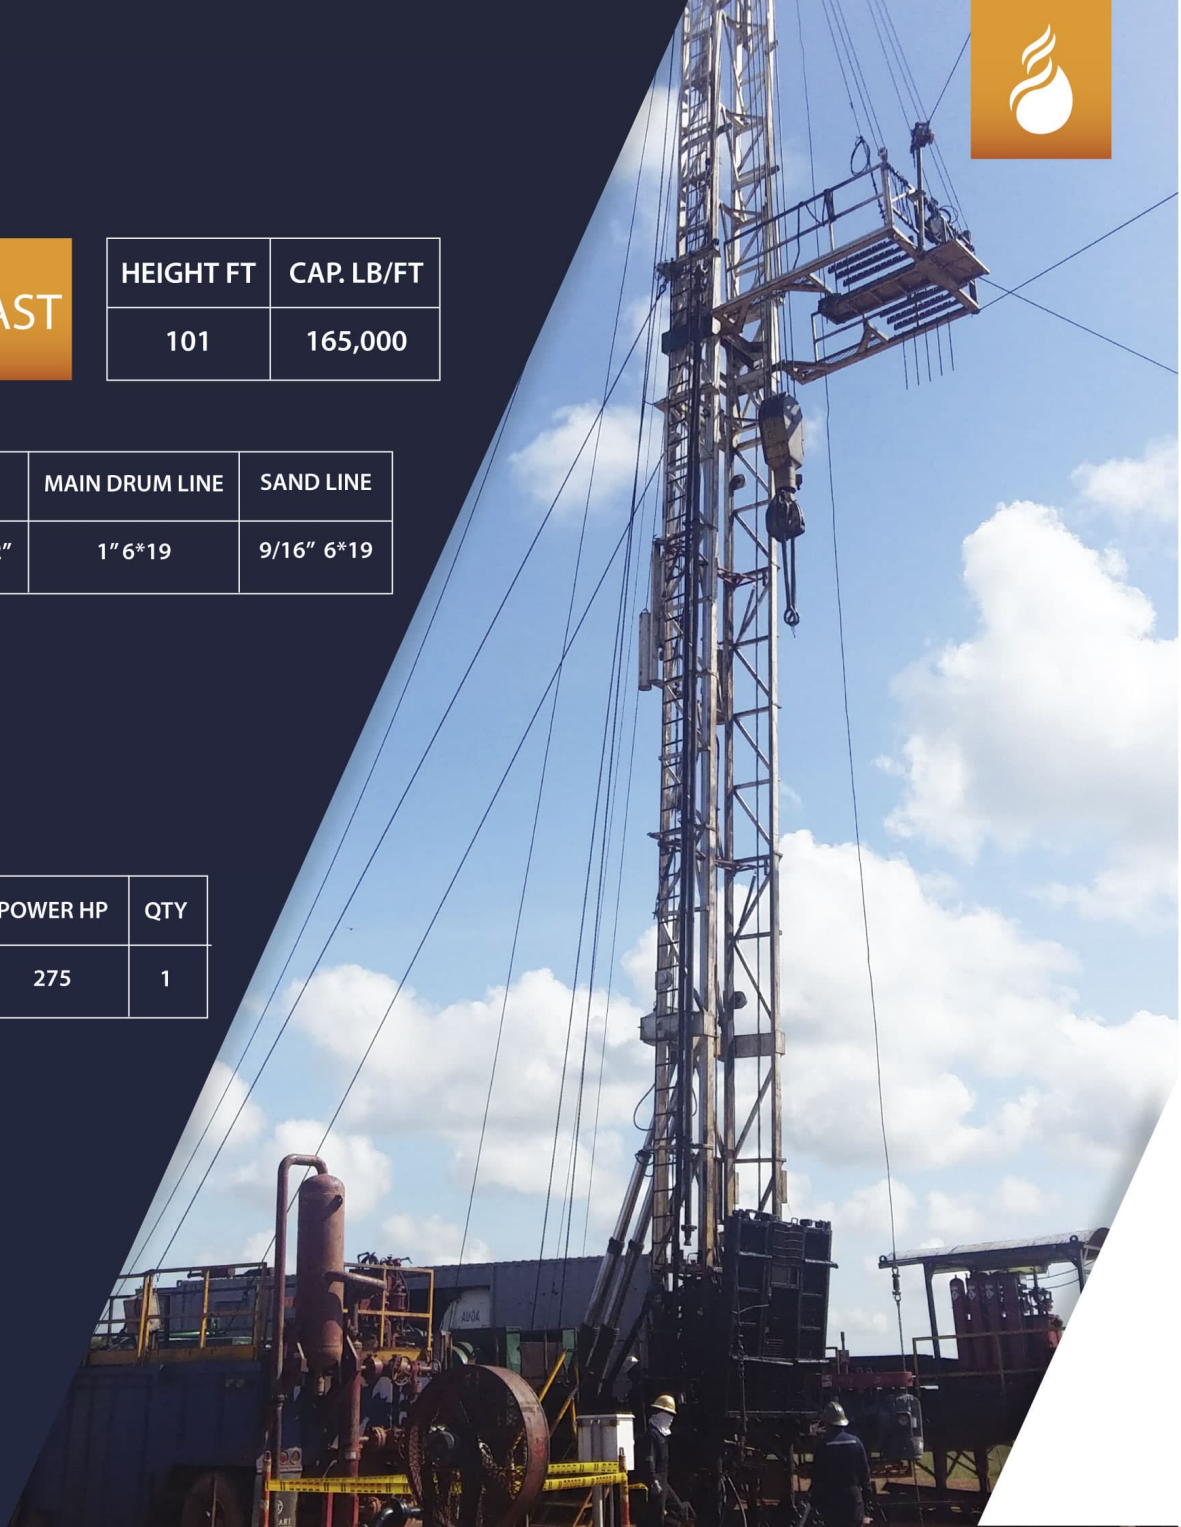 AST
HEIGHT FT CAP. LB/FT
101 165,000
MAIN DRUM LINE SAND LINE
″ 1″ 6*19 9/16″ 6*19
POWER HP QTY
275 1